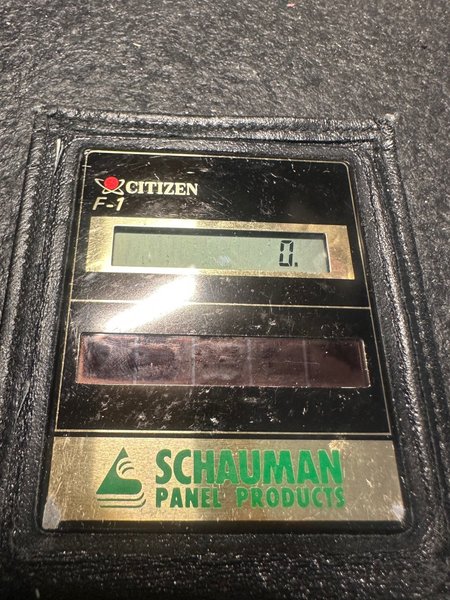 CITIZEN
F-1
0.
SCHAUMAN
PANEL PRODUCTS